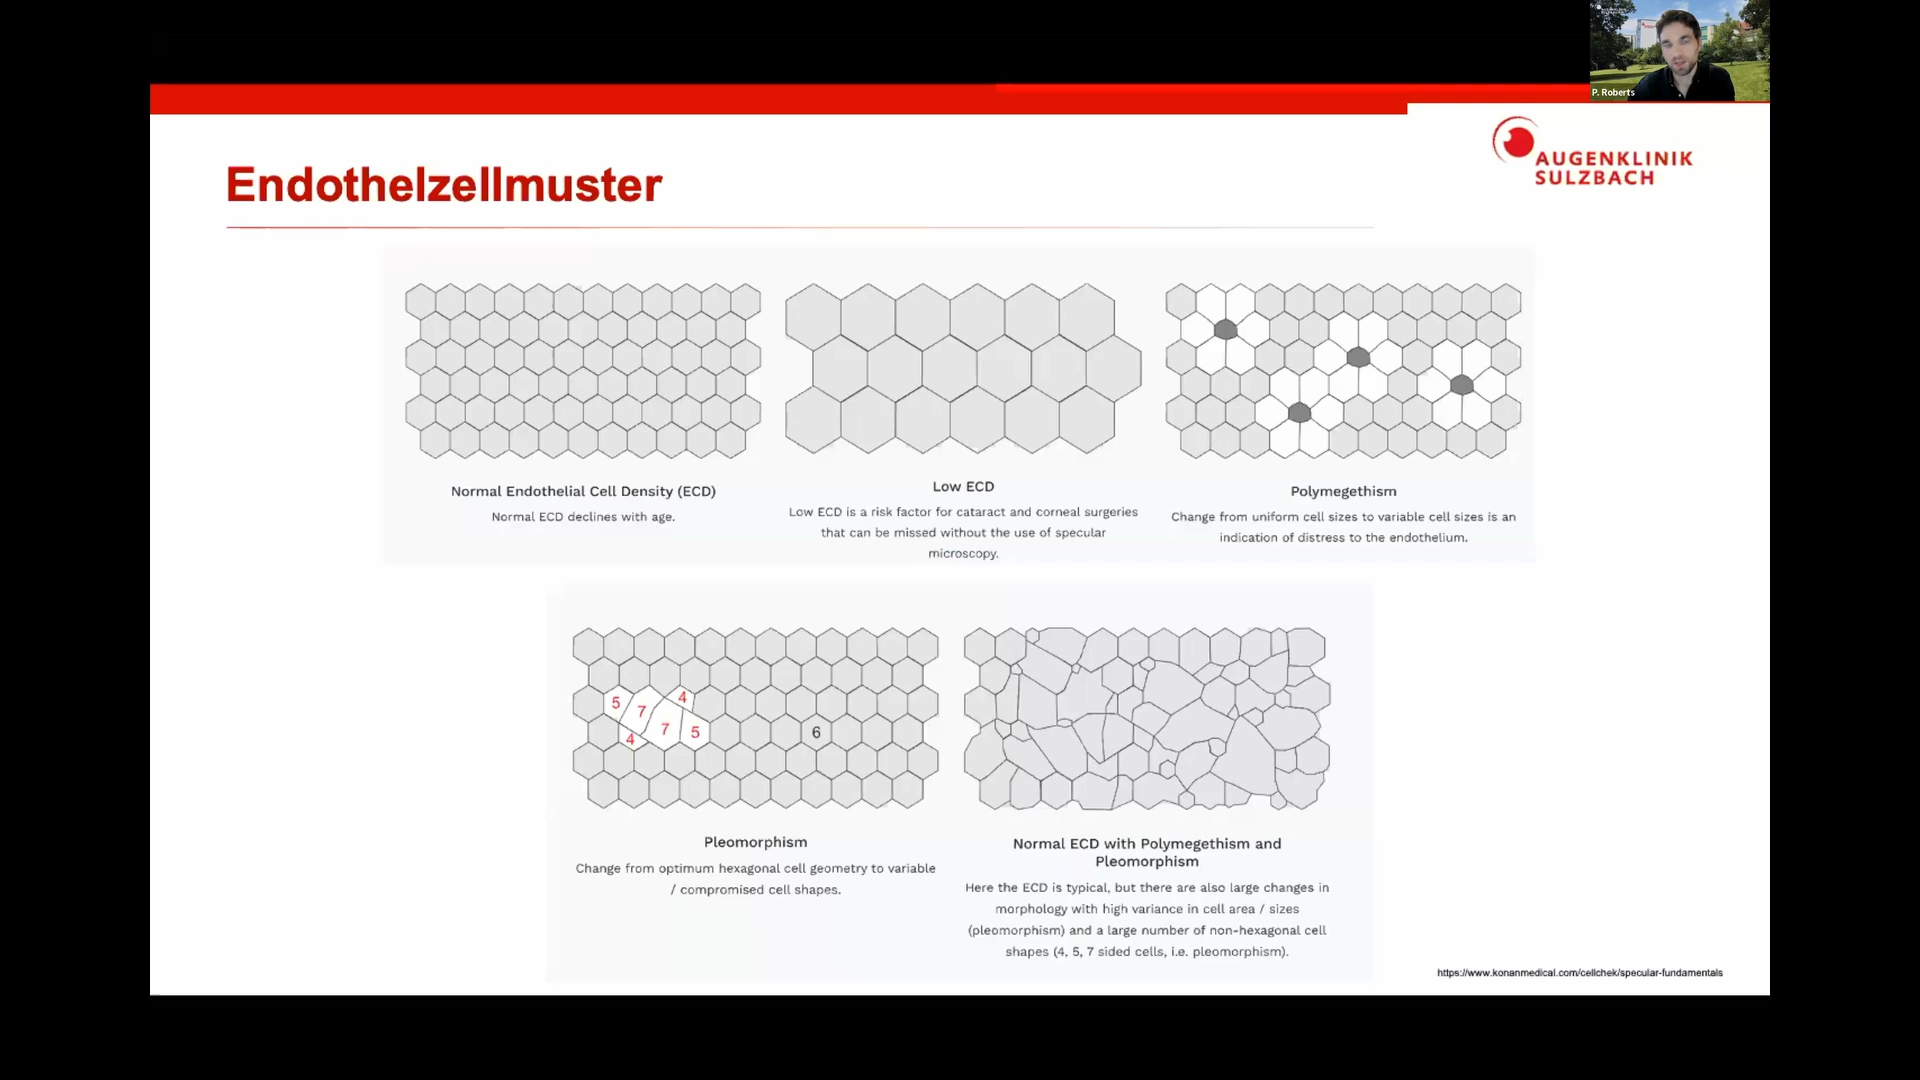 P. Roberts
AUGENKLINIK
SULZBACH
Endothelzellmuster
Normal Endothelial Cell Density (ECD)
Normal ECD declines with age.
Low ECD
Low ECD is a risk factor for cataract and corneal surgeries
that can be missed without the use of specular
microscopy.
Polymegethism
Change from uniform cell sizes to variable cell sizes is an
indication of distress to the endothelium.
5
7
4
4
7
5
6
Pleomorphism
Change from optimum hexagonal cell geometry to variable
/ compromised cell shapes.
Normal ECD with Polymegethism and
Pleomorphism
Here the ECD is typical, but there are also large changes in
morphology with high variance in cell area / sizes
(pleomorphism) and a large number of non-hexagonal cell
shapes (4, 5, 7 sided cells, i.e. pleomorphism).
https://www.konanmedical.com/cellchek/specular-fundamentals